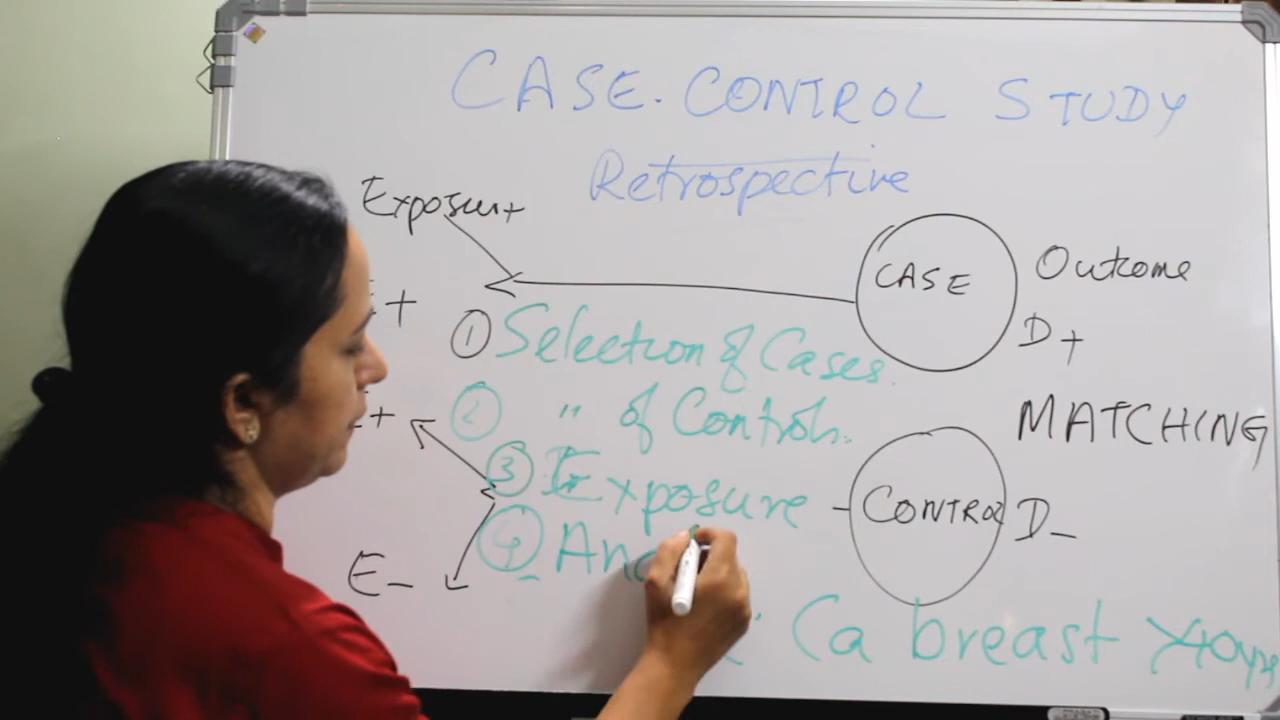 CASE-CONTROL STUDY
Retrospective
Exposure
CASE
Outcome
D+
+
① Selection of Cases.
② " of Controls.
MATCHING
+
③ Exposure
CONTROL
D-
④ Ana
E-
Ca breast